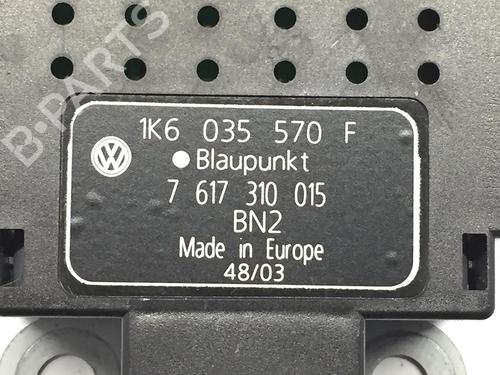 B-PARTS
1K6 035 570 F
Blaupunkt
7 617 310 015
BN2
Made in Europe
48/03